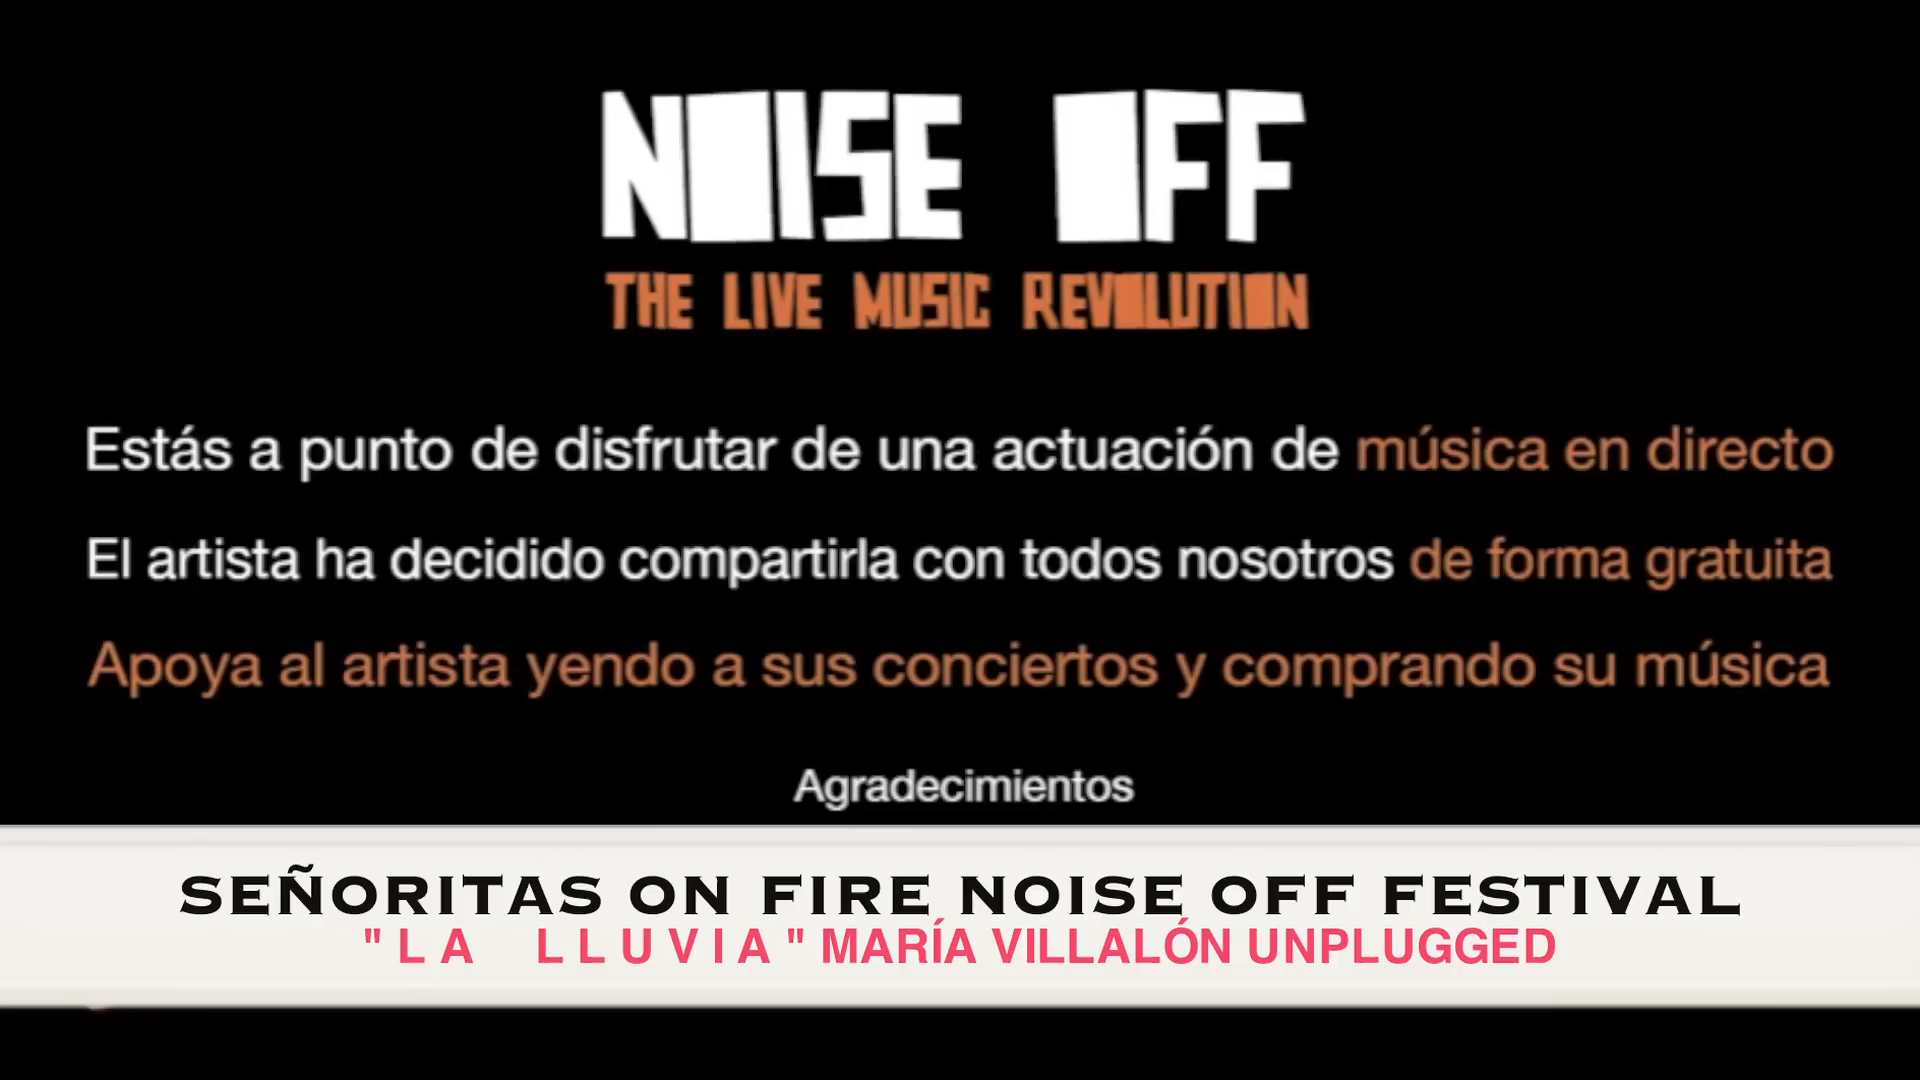 NOISE OFF
THE LIVE MUSIC REVOLUTION
Estás a punto de disfrutar de una actuación de música en directo
El artista ha decidido compartirla con todos nosotros de forma gratuita
Apoya al artista yendo a sus conciertos y comprando su música
Agradecimientos
SEÑORITAS ON FIRE NOISE OFF FESTIVAL
" L A L L U V I A " MARÍA VILLALÓN UNPLUGGED